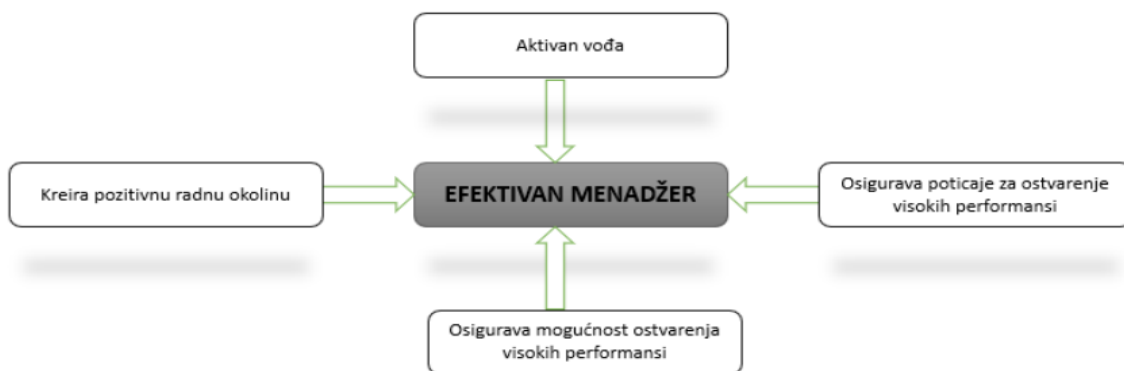 Aktivan vođa
Kreira pozitivnu radnu okolinu
EFEKTIVAN MENADŽER
Osigurava poticaje za ostvarenje
visokih performansi
Osigurava mogućnost ostvarenja
visokih performansi